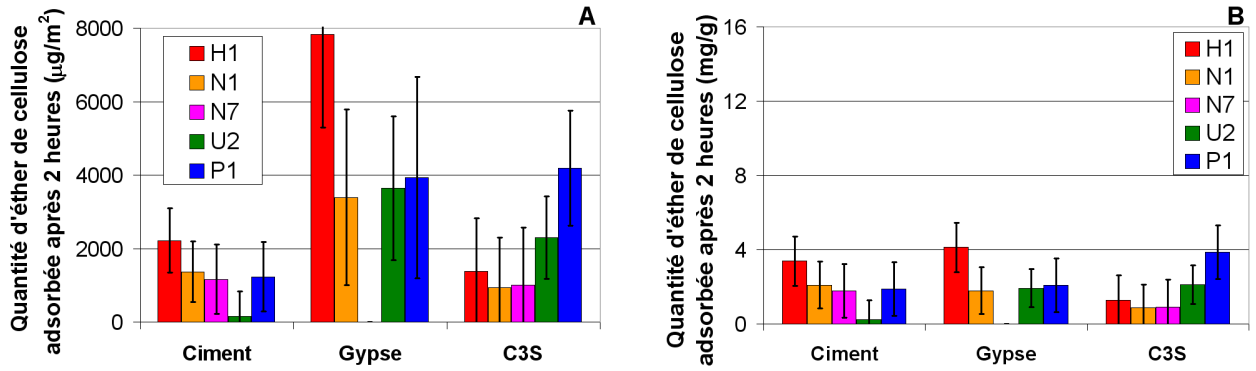 A
Quantité d'éther de cellulose
adsorbée après 2 heures (µg/m²)
8000
6000
4000
2000
0
H1
N1
N7
U2
P1
Ciment
Gypse
C3S
B
Quantité d'éther de cellulose
adsorbée après 2 heures (mg/g)
16
12
8
4
0
H1
N1
N7
U2
P1
Ciment
Gypse
C3S